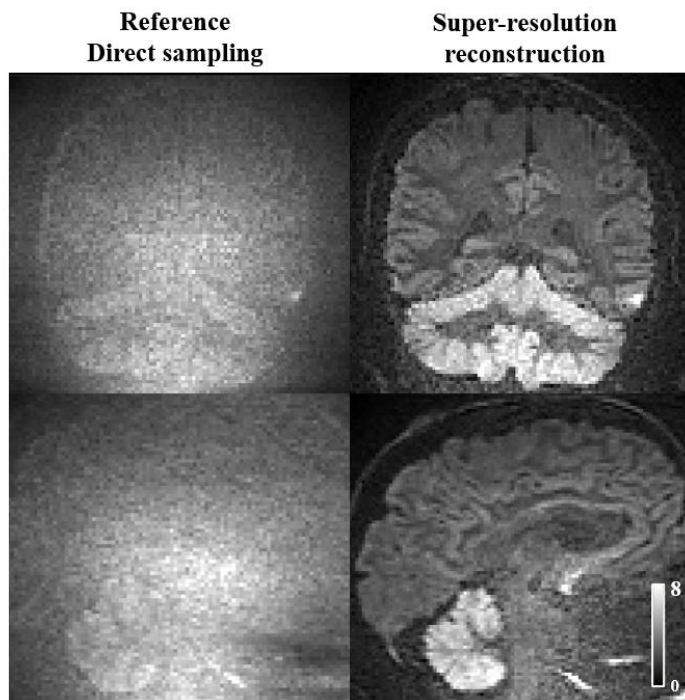 Reference
Direct sampling
Super-resolution
reconstruction
8
0